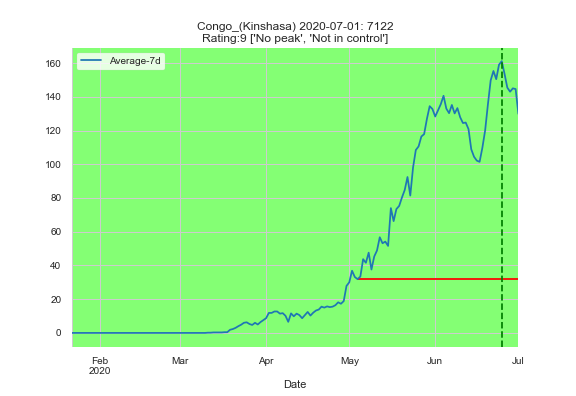 Congo_(Kinshasa) 2020-07-01: 7122
Rating:9 ['No peak', 'Not in control']
Average-7d
160
140
120
100
80
60
40
20
0
Feb
2020
Mar
Apr
May
Jun
Jul
Date